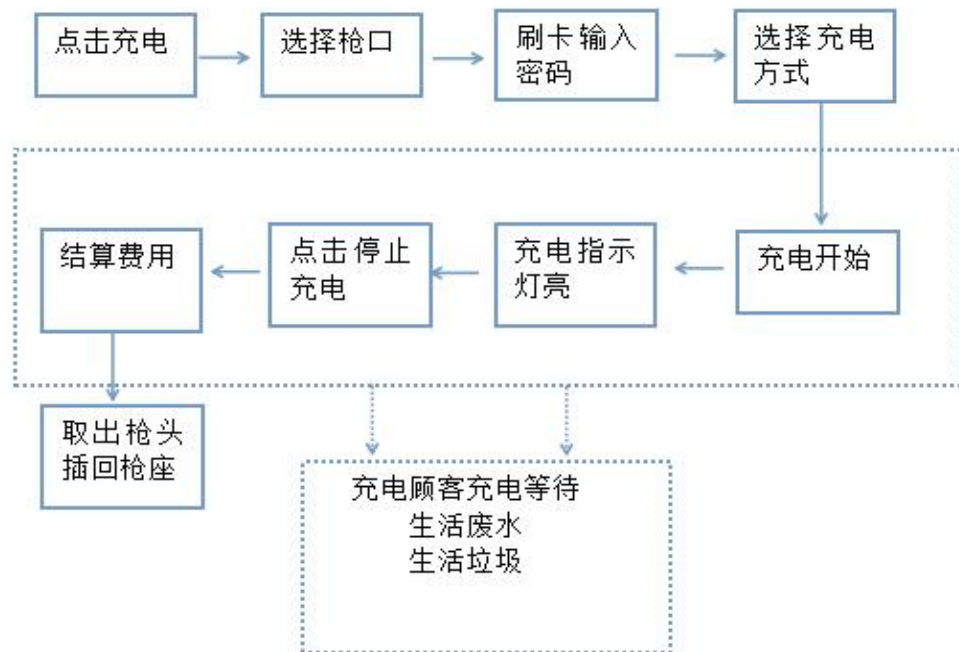 点击充电
选择枪口
刷卡输入
密码
选择充电
方式
充电开始
充电指示
灯亮
点击停止
充电
结算费用
取出枪头
插回枪座
充电顾客充电等待
生活废水
生活垃圾